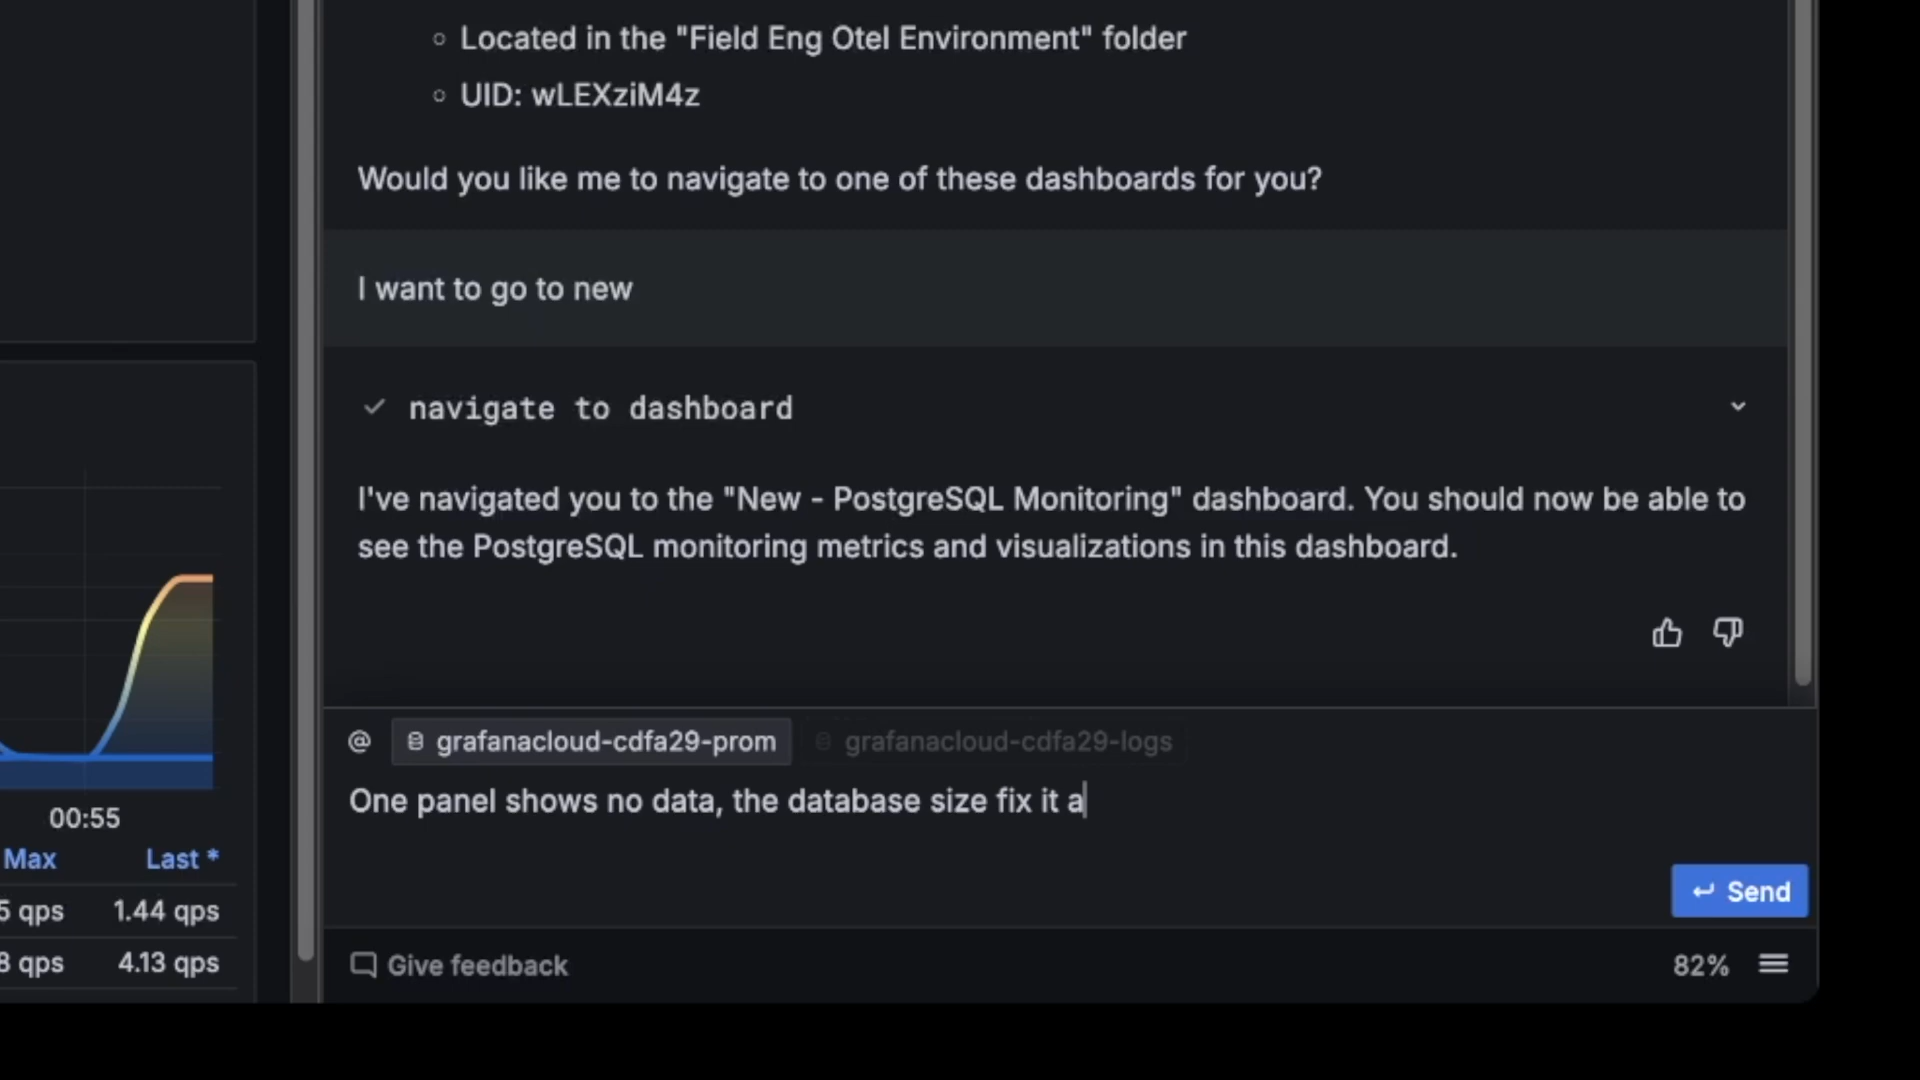 Located in the "Field Eng Otel Environment" folder
UID: wLEXziM4z
Would you like me to navigate to one of these dashboards for you?
I want to go to new
navigate to dashboard
I've navigated you to the "New - PostgreSQL Monitoring" dashboard. You should now be able to
see the PostgreSQL monitoring metrics and visualizations in this dashboard.
@ grafanacloud-cdfa29-prom grafanacloud-cdfa29-logs
One panel shows no data, the database size fix it a
Send
Give feedback
82%
00:55
Max Last *
5 qps 1.44 qps
8 qps 4.13 qps